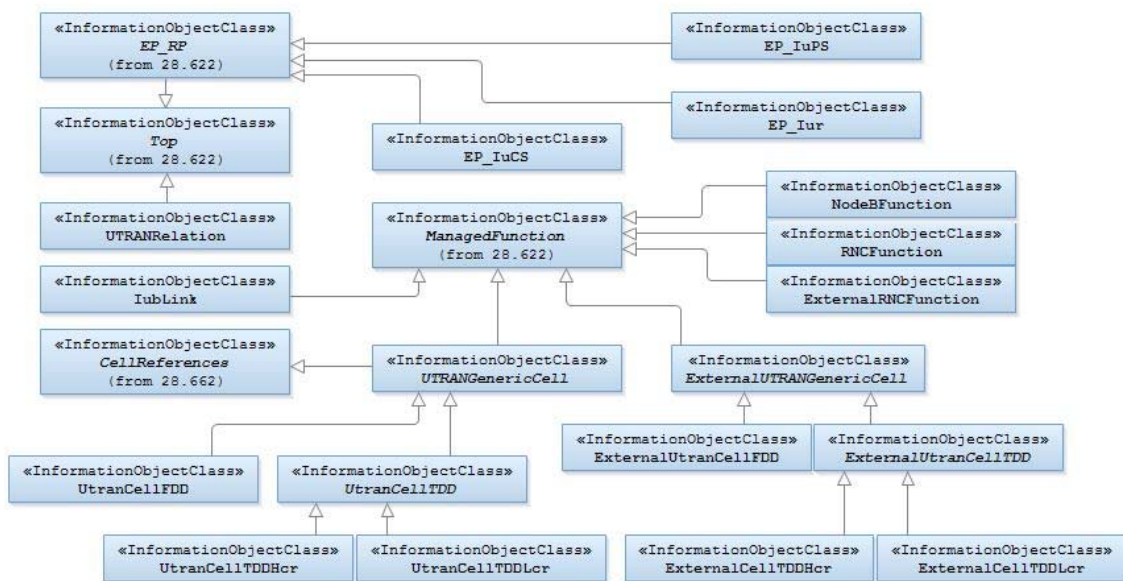 «InformationObjectClass»
EP_RP
(from 28.622)
«InformationObjectClass»
EP_IuPS
«InformationObjectClass»
Top
(from 28.622)
«InformationObjectClass»
EP_IuCS
«InformationObjectClass»
EP_Iur
«InformationObjectClass»
UTRANRelation
«InformationObjectClass»
ManagedFunction
(from 28.622)
«InformationObjectClass»
NodeBFunction
«InformationObjectClass»
RNCFunction
«InformationObjectClass»
ExternalRNCFunction
«InformationObjectClass»
IubLink
«InformationObjectClass»
CellReferences
(from 28.662)
«InformationObjectClass»
UTRANGenericCell
«InformationObjectClass»
ExternalUTRANGenericCell
«InformationObjectClass»
UtranCellFDD
«InformationObjectClass»
UtranCellTDD
«InformationObjectClass»
ExternalUtranCellFDD
«InformationObjectClass»
ExternalUtranCellTDD
«InformationObjectClass»
UtranCellTDDHcr
«InformationObjectClass»
UtranCellTDDLcr
«InformationObjectClass»
ExternalCellTDDHcr
«InformationObjectClass»
ExternalCellTDDLcr